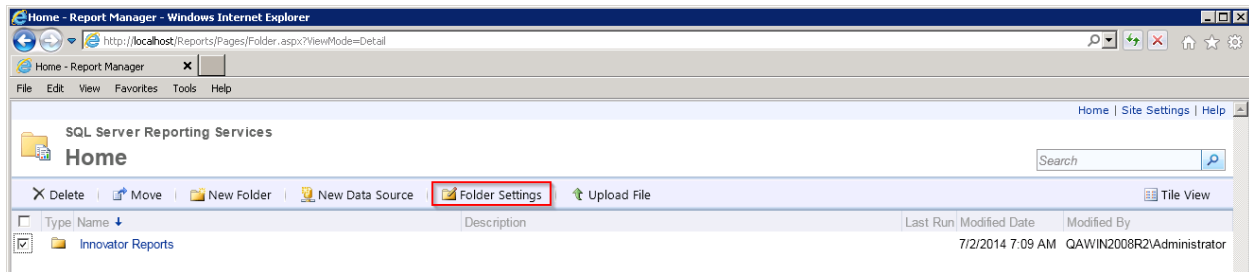 Home - Report Manager - Windows Internet Explorer
http://localhost/Reports/Pages/Folder.aspx?ViewMode=Detail
Home - Report Manager
File Edit View Favorites Tools Help
Home | Site Settings | Help
SQL Server Reporting Services
Home
Search
Delete Move New Folder New Data Source Folder Settings Upload File Tile View
Type Name Description Last Run Modified Date Modified By
Innovator Reports 7/2/2014 7:09 AM QAWIN2008R2\Administrator